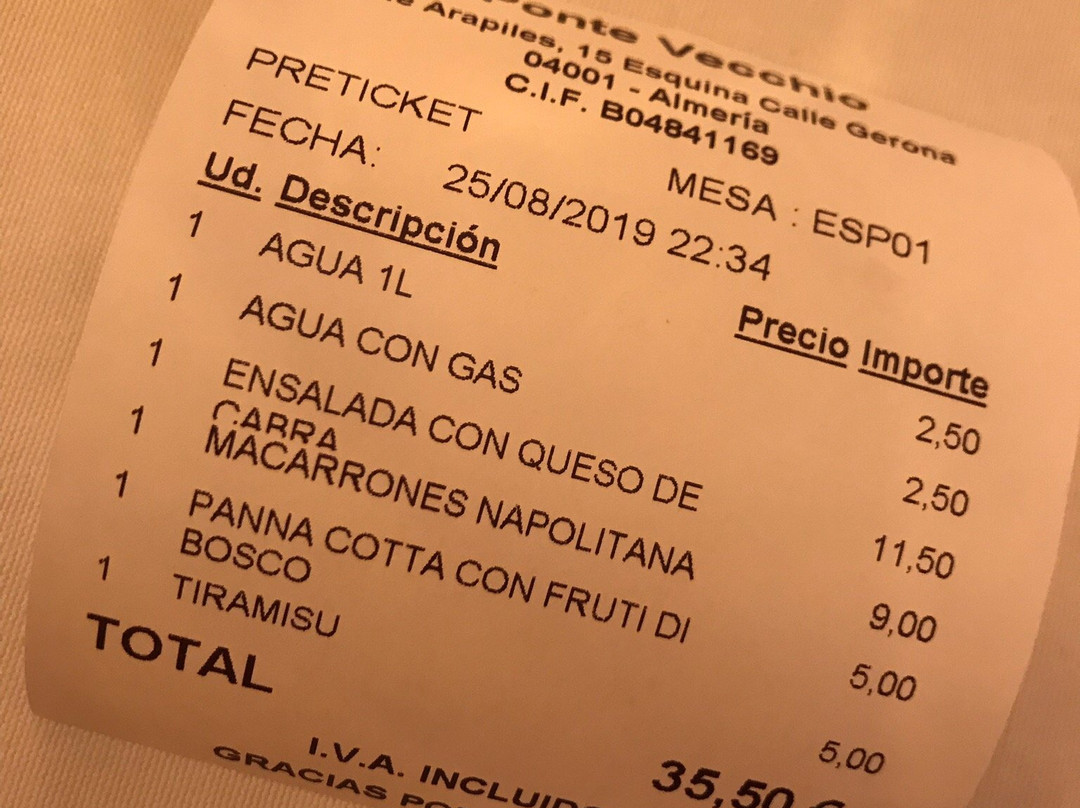 Ponte Vecchio
Arapiles, 15 Esquina Calle Gerona
04001 - Almería
C.I.F. B04841169
PRETICKET MESA : ESP01
FECHA: 25/08/2019 22:34
Ud. Descripción Precio Importe
1 AGUA 1L 2,50
1 AGUA CON GAS 2,50
1 ENSALADA CON QUESO DE 11,50
CABRA
1 MACARRONES NAPOLITANA 9,00
1 PANNA COTTA CON FRUTI DI 5,00
BOSCO
1 TIRAMISU 5,00
TOTAL 35,50
I.V.A. INCLUIDO
GRACIAS